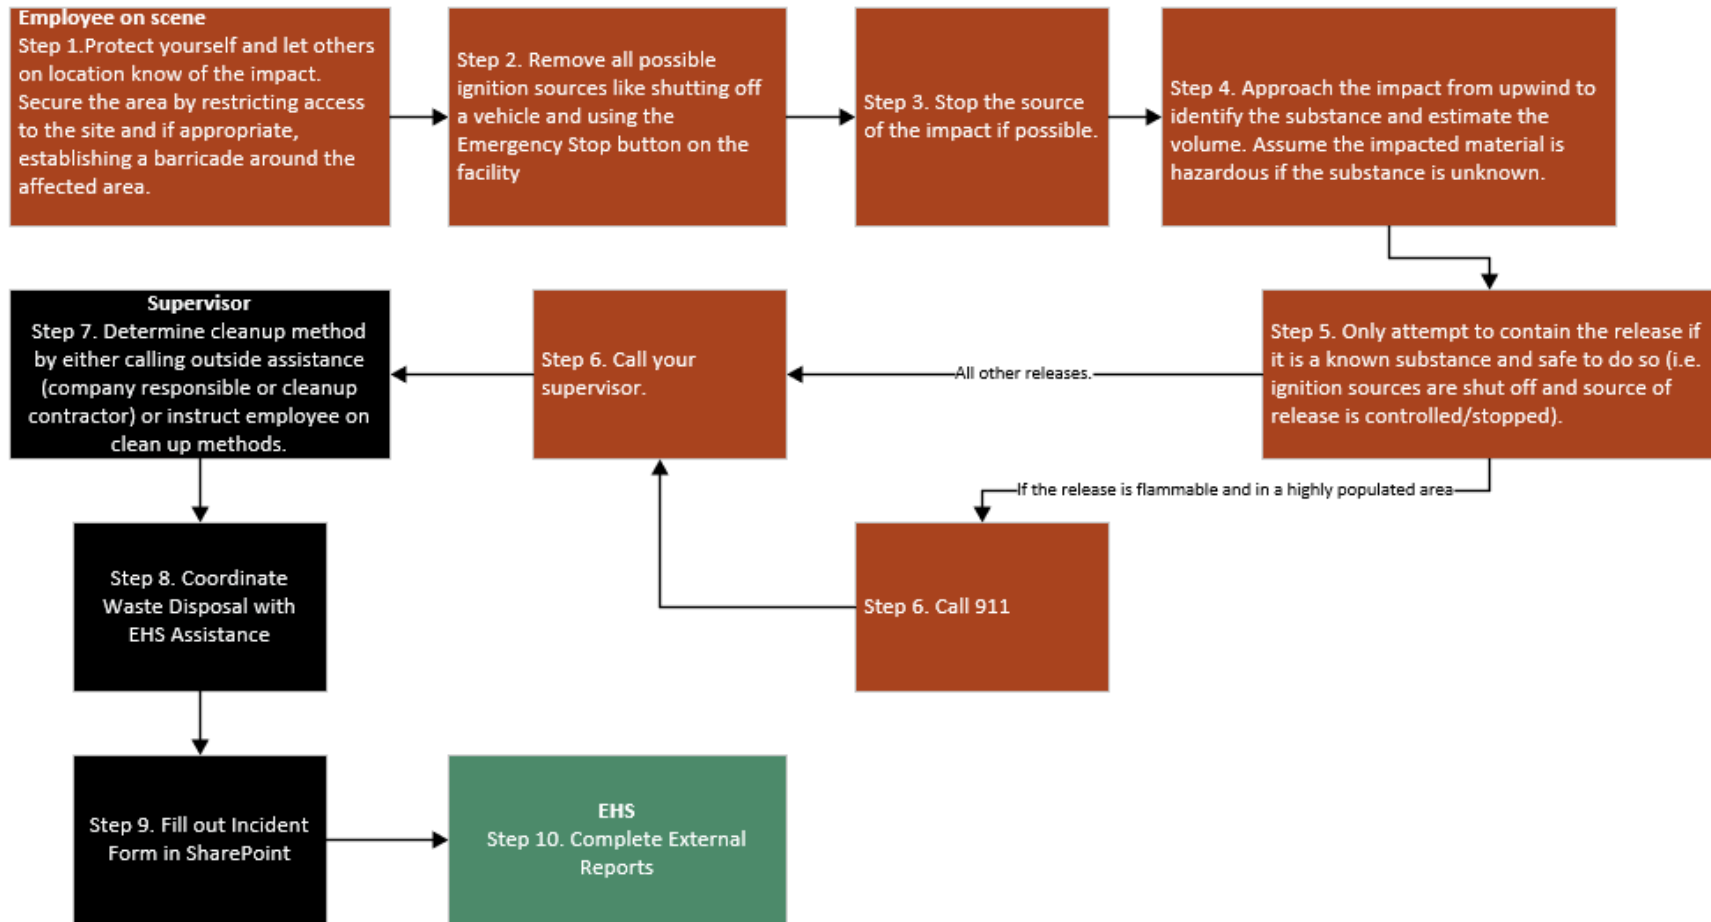 Employee on scene
Step 1.Protect yourself and let others
on location know of the impact.
Secure the area by restricting access
to the site and if appropriate,
establishing a barricade around the
affected area.
Step 2. Remove all possible
ignition sources like shutting off
a vehicle and using the
Emergency Stop button on the
facility
Step 3. Stop the source
of the impact if possible.
Step 4. Approach the impact from upwind to
identify the substance and estimate the
volume. Assume the impacted material is
hazardous if the substance is unknown.
Step 5. Only attempt to contain the release if
it is a known substance and safe to do so (i.e.
ignition sources are shut off and source of
release is controlled/stopped).
All other releases.
If the release is flammable and in a highly populated area
Step 6. Call 911
Step 6. Call your
supervisor.
Supervisor
Step 7. Determine cleanup method
by either calling outside assistance
(company responsible or cleanup
contractor) or instruct employee on
clean up methods.
Step 8. Coordinate
Waste Disposal with
EHS Assistance
Step 9. Fill out Incident
Form in SharePoint
EHS
Step 10. Complete External
Reports